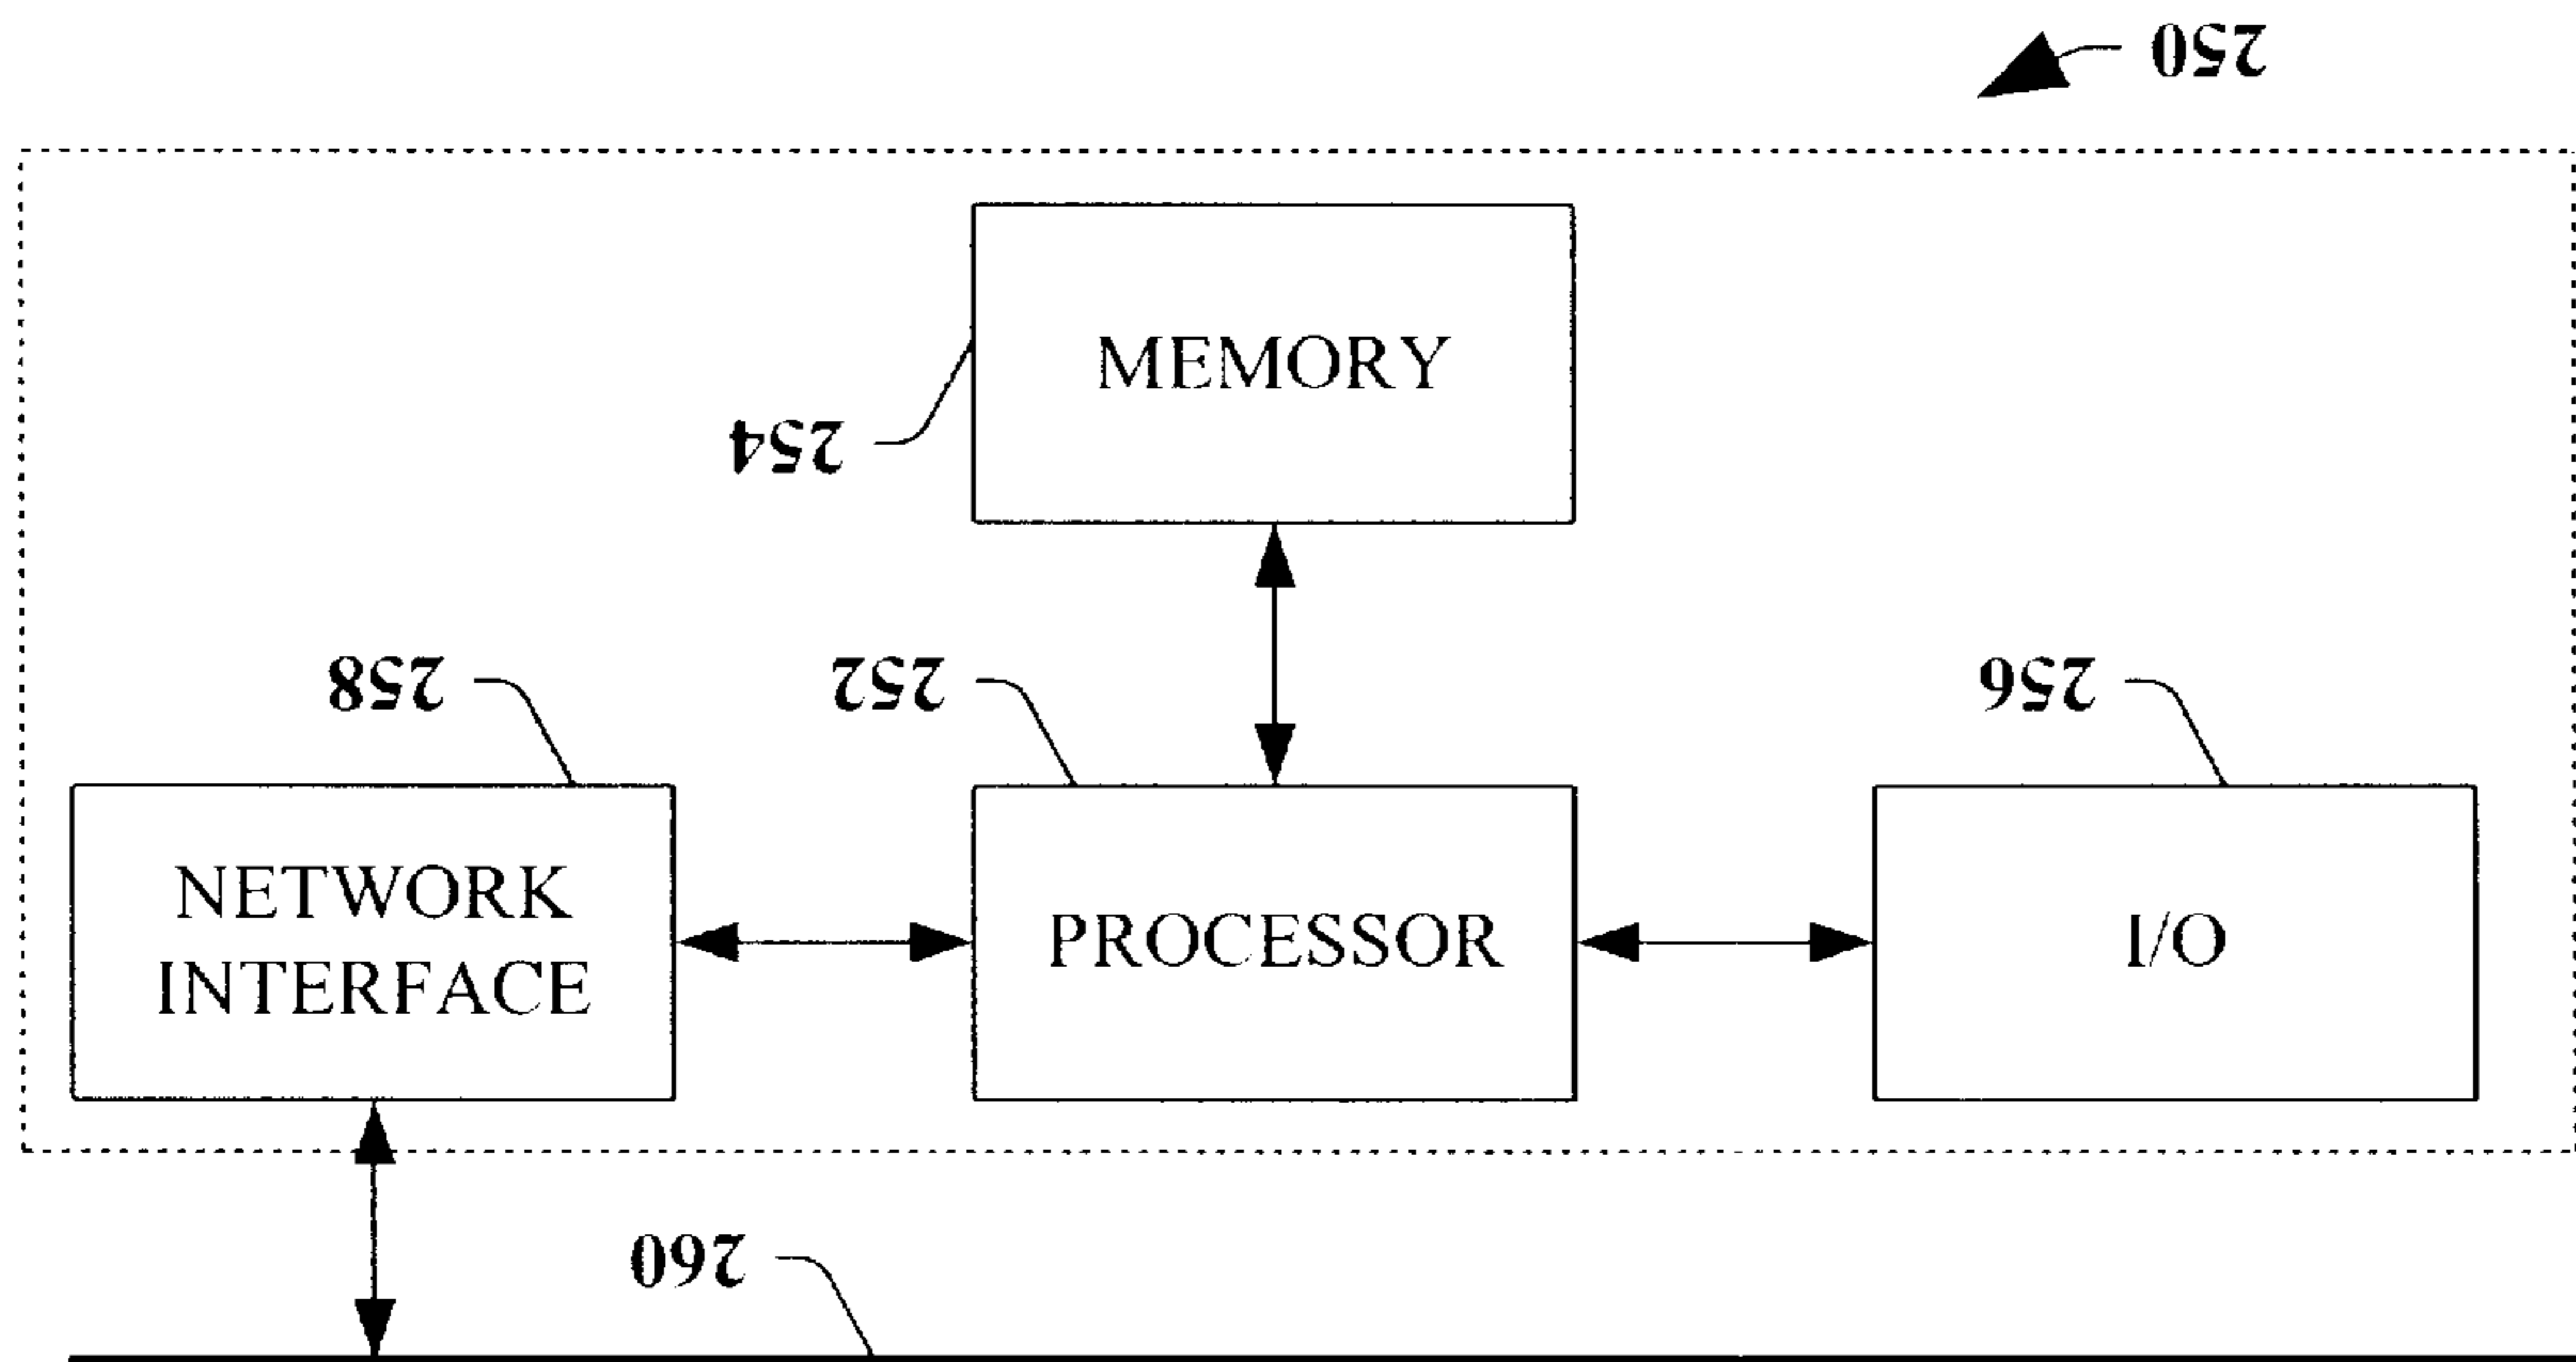 250
MEMORY
254
258
252
256
NETWORK
INTERFACE
PROCESSOR
I/O
260